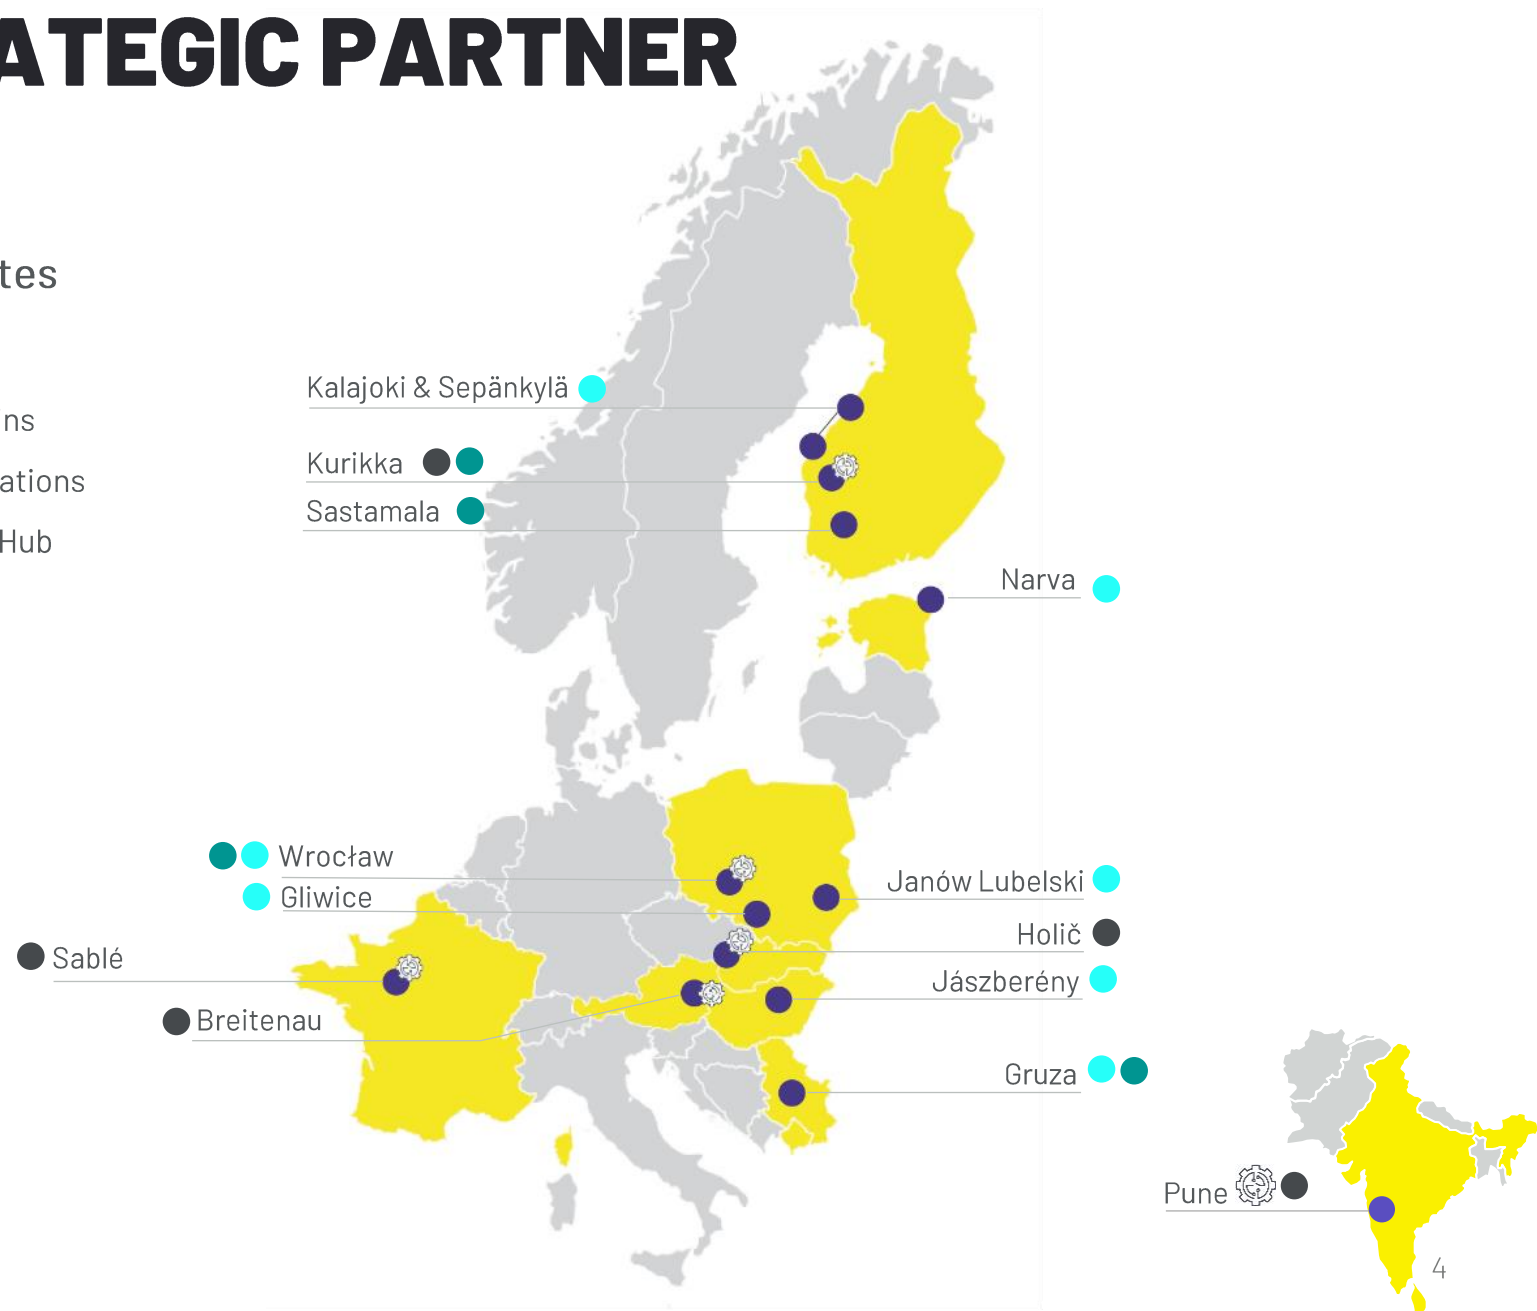 ATEGIC PARTNER
tes
ns
ations
Hub
Kalajoki & Sepänkylä
Kurikka
Sastamala
Narva
Wrocław
Gliwice
Sablé
Breitenau
Janów Lubelski
Holič
Jászberény
Gruza
Pune
4